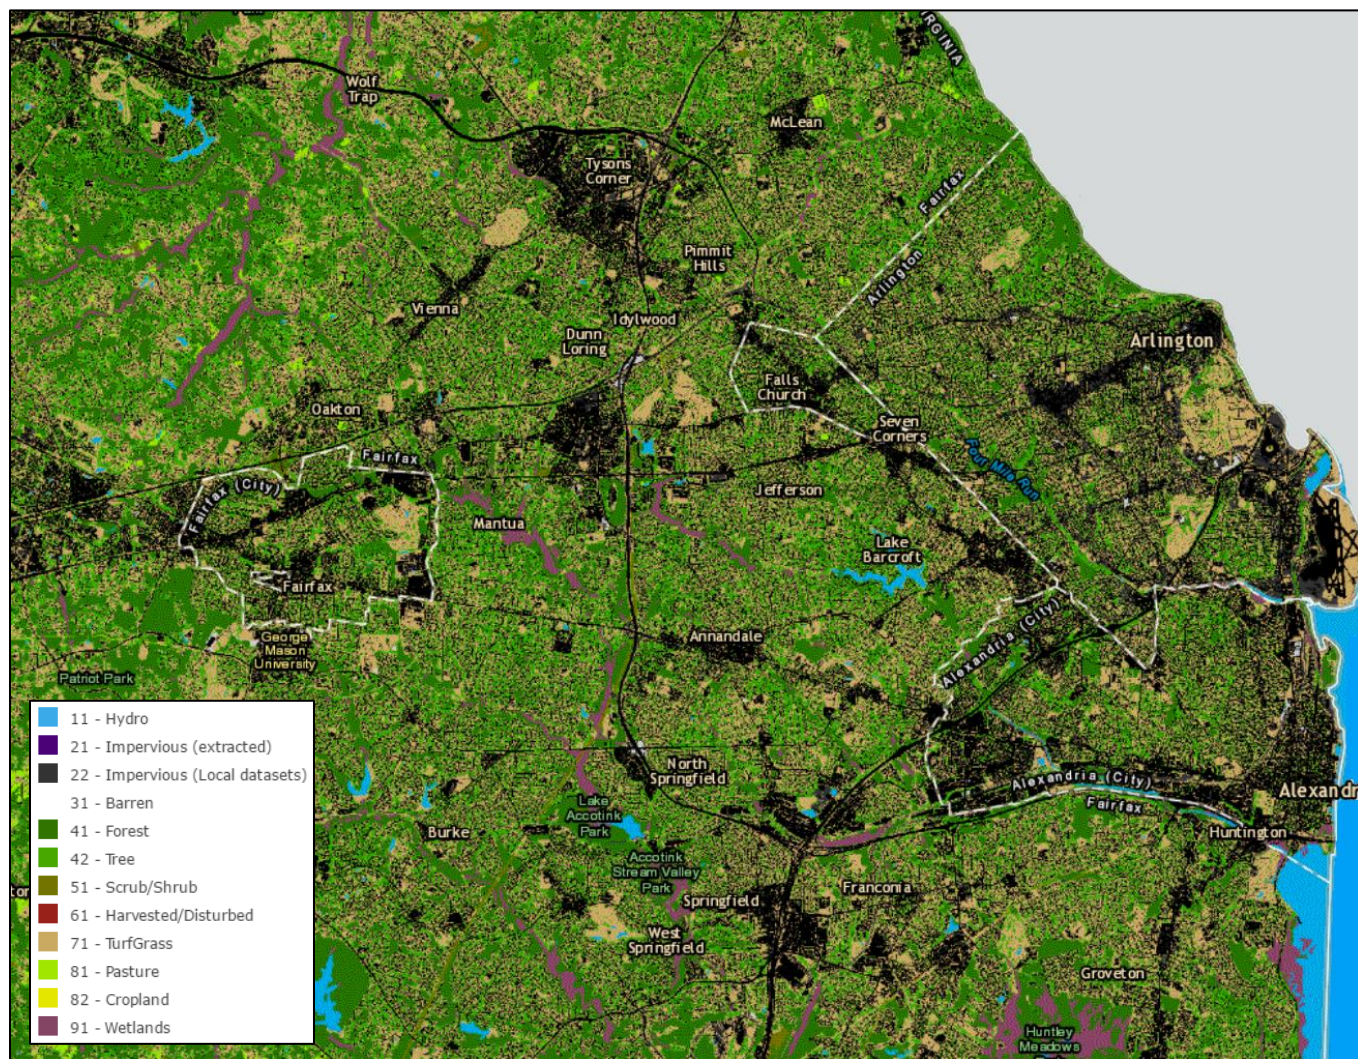 VIRGINIA
Wolf
Trap
McLean
Tysons
Corner
Fairfax
Arlington
Pimmit
Hills
Vienna
Idylwood
Dunn
Loring
Arlington
Falls
Church
Oakton
Seven
Corners
Fairfax
Fairfax (City)
Four Mile Run
Jefferson
Mantua
Lake
Barcroft
Fairfax
Alexandria (City)
George
Mason
University
Annandale
Patriot Park
North
Springfield
Alexandria (City)
Fairfax
Alexandr
Lake
Accotink
Park
Burke
Huntington
Accotink
Stream Valley
Park
Franconia
Springfield
West
Springfield
Groveton
Huntley
Meadows
11 - Hydro
21 - Impervious (extracted)
22 - Impervious (Local datasets)
31 - Barren
41 - Forest
42 - Tree
51 - Scrub/Shrub
61 - Harvested/Disturbed
71 - TurfGrass
81 - Pasture
82 - Cropland
91 - Wetlands